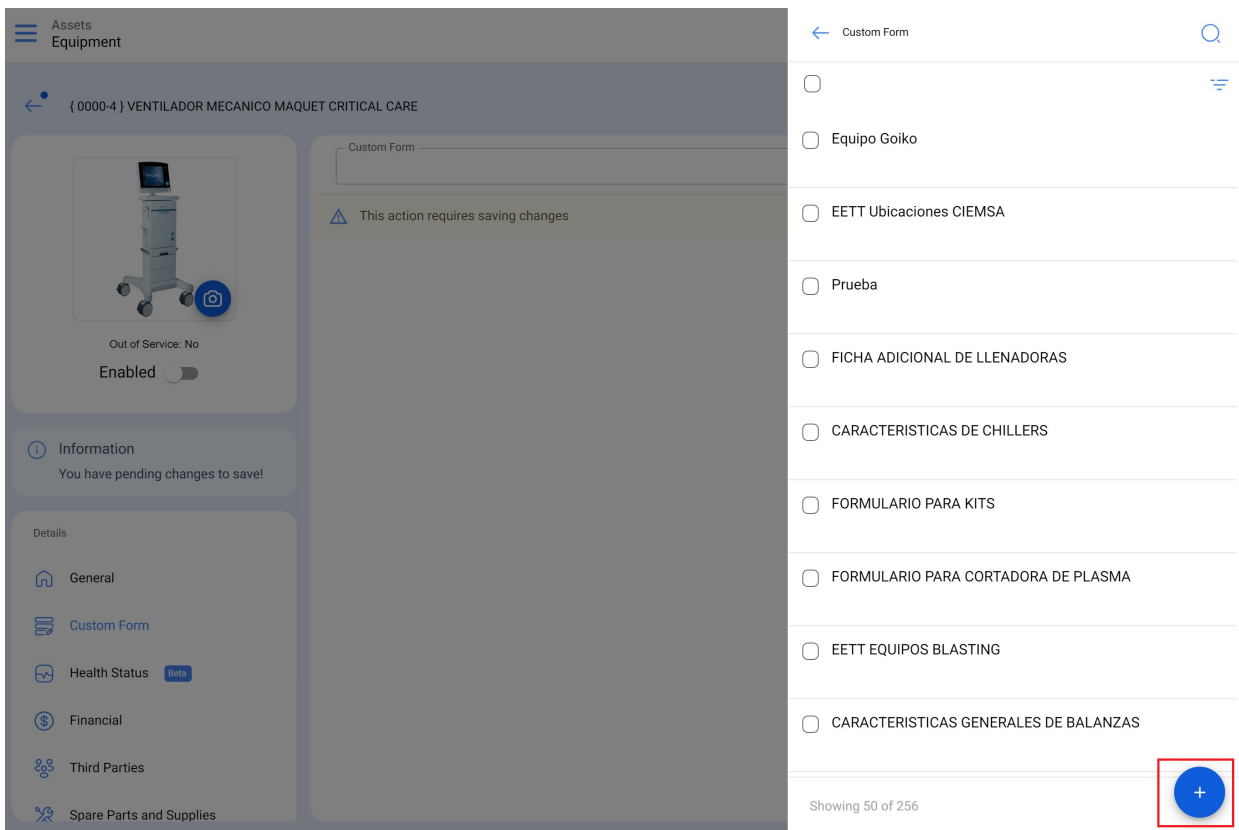 Assets
Equipment
{ 0000-4 } VENTILADOR MECANICO MAQUET CRITICAL CARE
Out of Service: No
Enabled
Information
You have pending changes to save!
Details
General
Custom Form
Health Status Beta
Financial
Third Parties
Spare Parts and Supplies
Custom Form
This action requires saving changes
Custom Form
Equipo Goiko
EETT Ubicaciones CIEMSA
Prueba
FICHA ADICIONAL DE LLENADORAS
CARACTERISTICAS DE CHILLERS
FORMULARIO PARA KITS
FORMULARIO PARA CORTADORA DE PLASMA
EETT EQUIPOS BLASTING
CARACTERISTICAS GENERALES DE BALANZAS
Showing 50 of 256